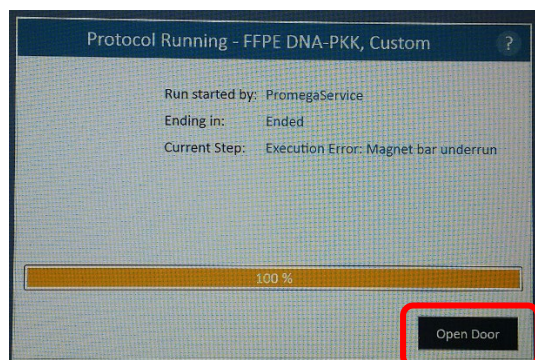 Protocol Running - FFPE DNA-PKK, Custom ?
Run started by: PromegaService
Ending in: Ended
Current Step: Execution Error: Magnet bar underrun
100 %
Open Door